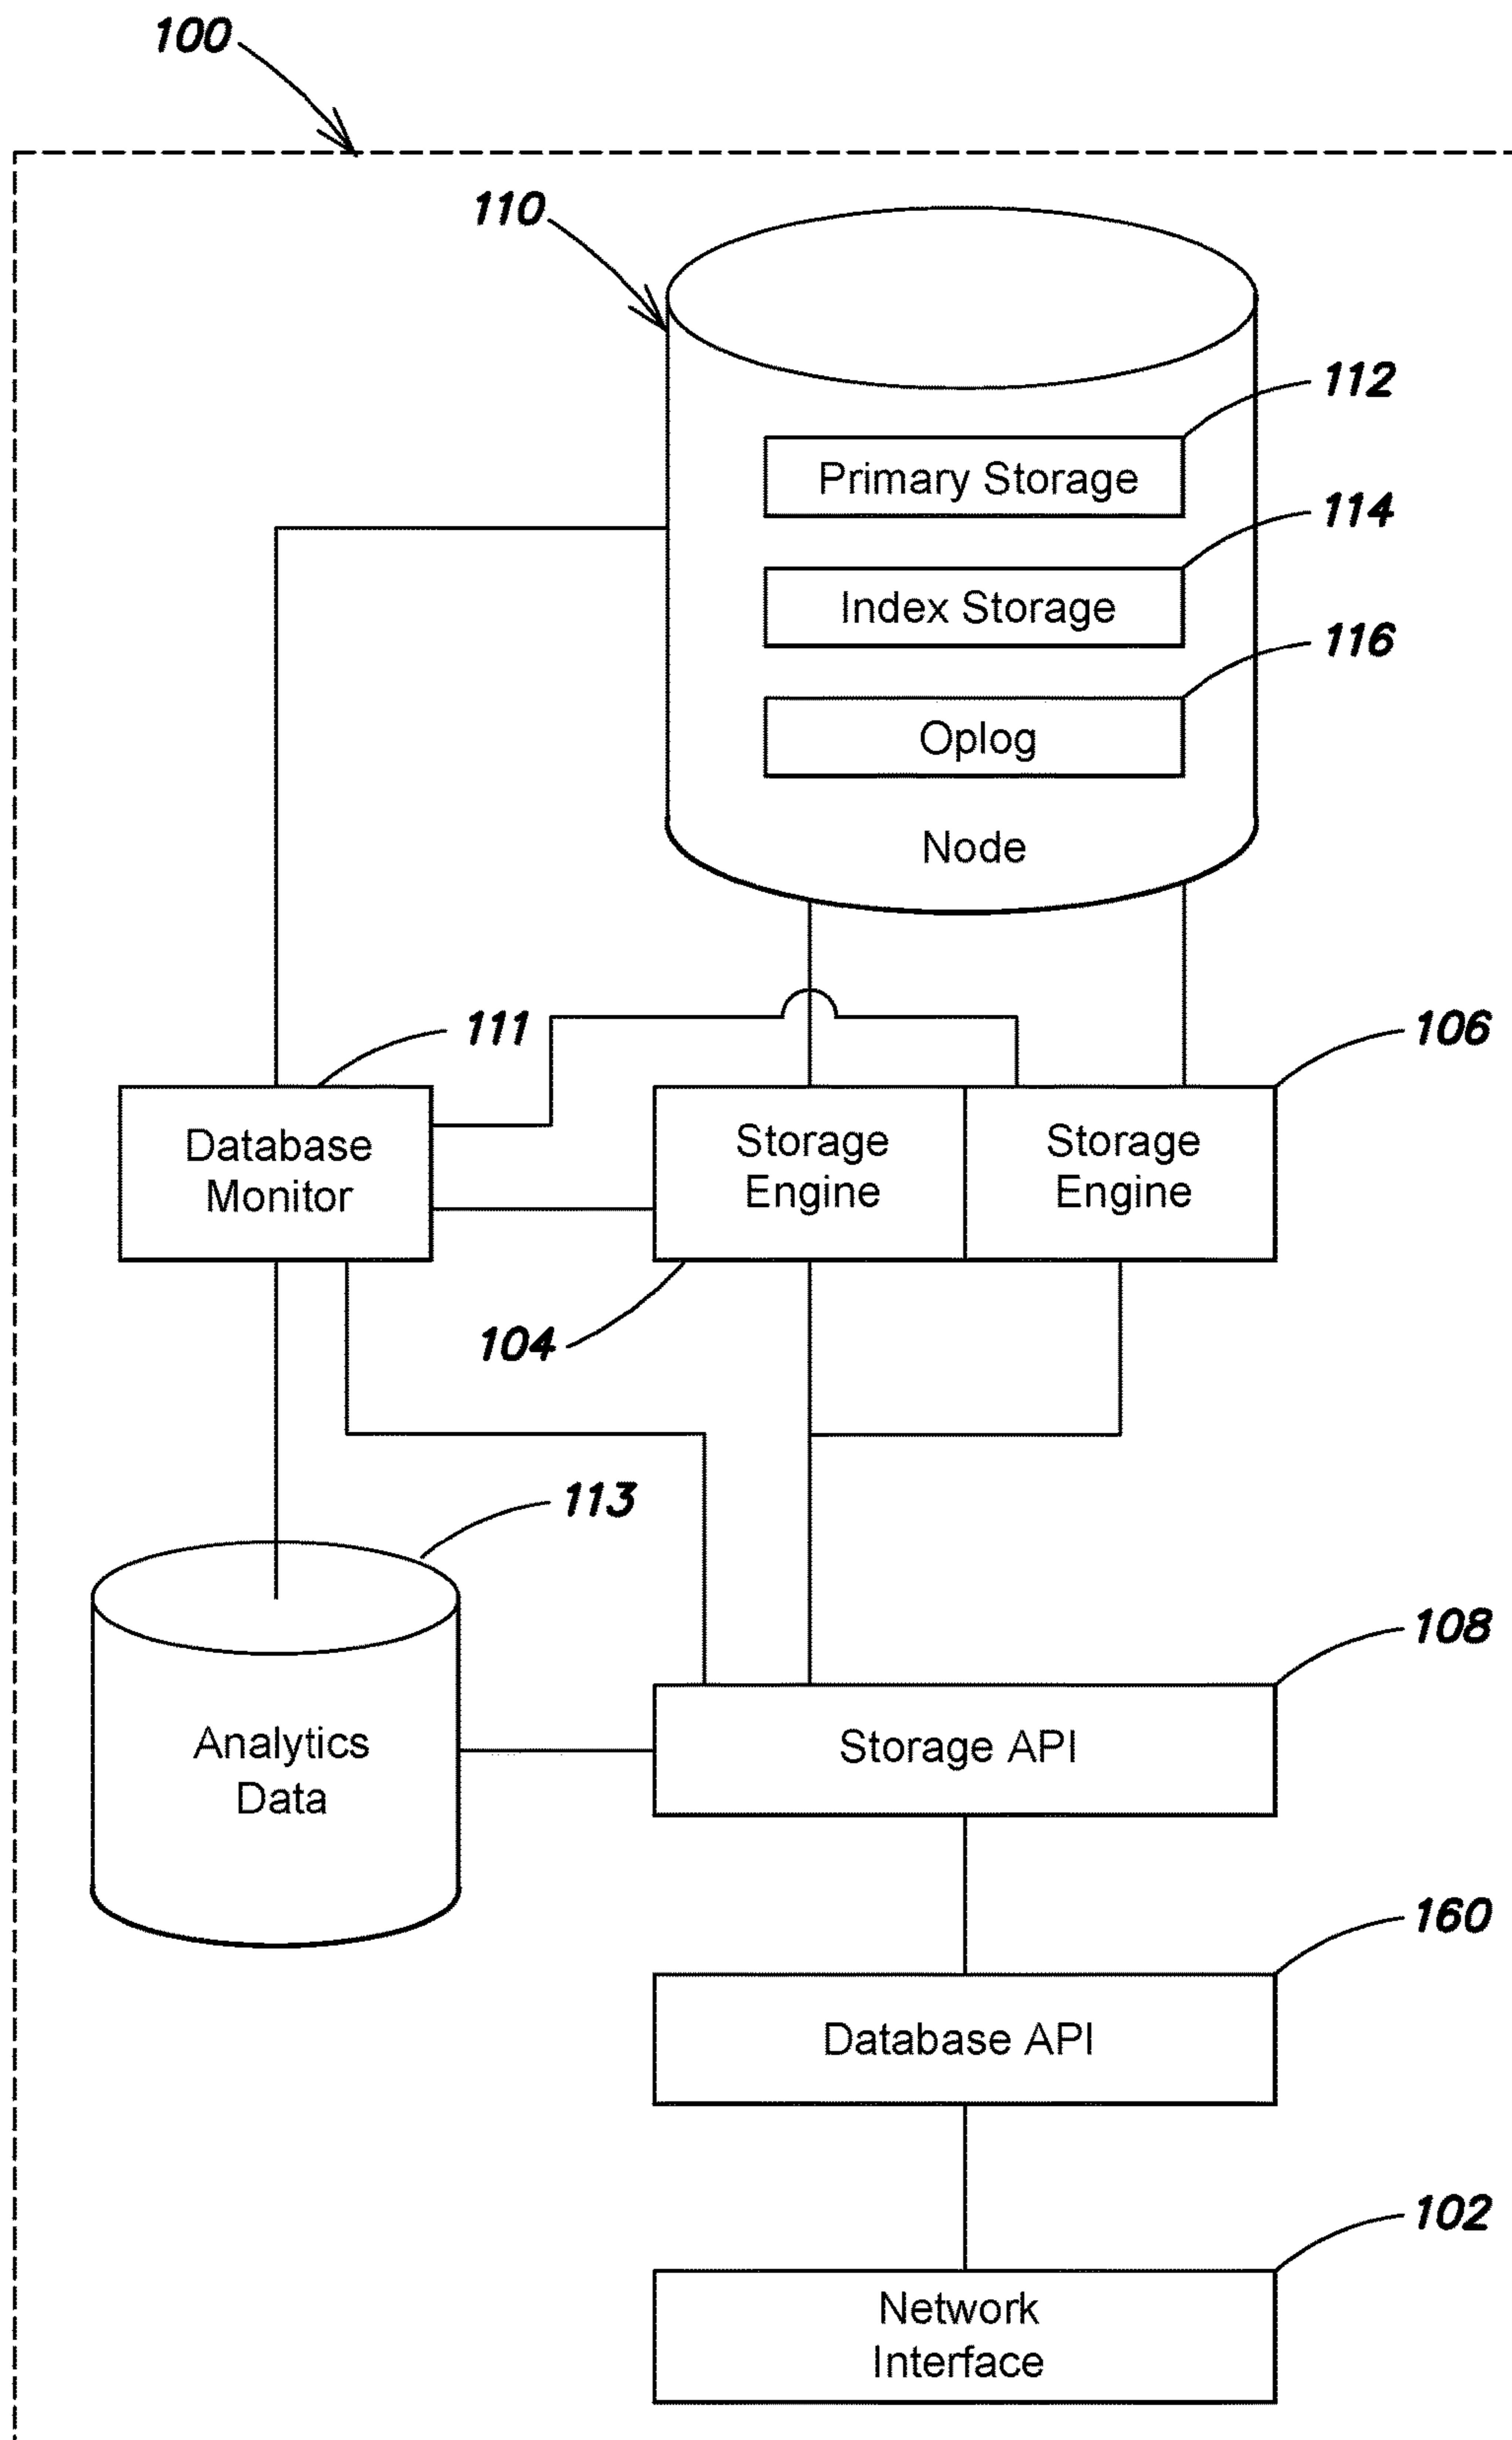 100
110
112
Primary Storage
114
Index Storage
116
Oplog
Node
111
106
Database
Monitor
Storage
Engine
Storage
Engine
104
113
108
Analytics
Data
Storage API
160
Database API
102
Network
Interface